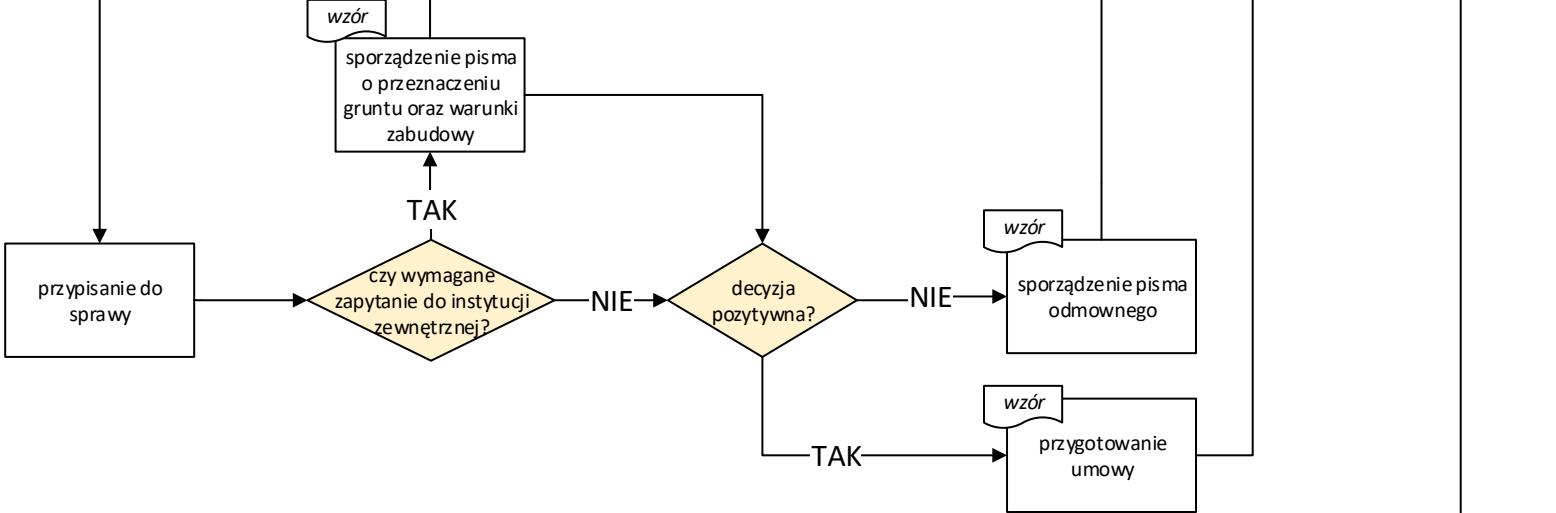 wzór
sporządzenie pisma
o przeznaczeniu
gruntu oraz warunki
zabudowy
TAK
przypisanie do
sprawy
czy wymagane
zapytanie do instytucji
zewnętrznej?
NIE
decyzja
pozytywna?
NIE
wzór
sporządzenie pisma
odmownego
TAK
wzór
przygotowanie
umowy